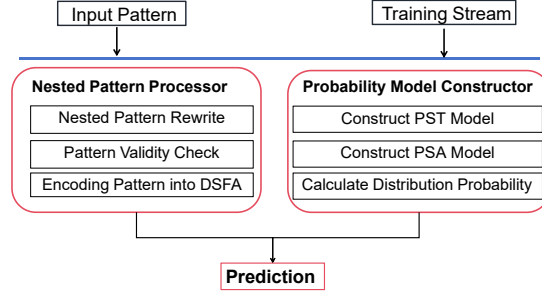 Input Pattern
Training Stream
Nested Pattern Processor
Nested Pattern Rewrite
Pattern Validity Check
Encoding Pattern into DSFA
Probability Model Constructor
Construct PST Model
Construct PSA Model
Calculate Distribution Probability
Prediction